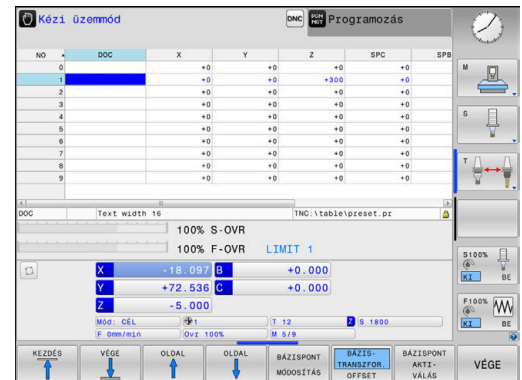 Kézi üzemmód
DNC PGM MGT Programozás
NO DOC X Y Z SPC SPB
0 +0 +0 +0 +0
1 +0 +0 +300 +0
2 +0 +0 +0 +0
3 +0 +0 +0 +0
4 +0 +0 +0 +0
5 +0 +0 +0 +0
6 +0 +0 +0 +0
7 +0 +0 +0 +0
8 +0 +0 +0 +0
9 +0 +0 +0 +0
DOC Text width 16 TNC:\table\preset.pr
100% S-OVR
100% F-OVR LIMIT 1
X -18.097 B +0.000
Y +72.536 C +0.000
Z -5.000
Mód: CÉL 1 T 12 Z S 1800
F 0mm/min Ovr 100% M 5/9
M
S
T
S100%
KI BE
F100%
KI BE
KEZDÉS
VÉGE
OLDAL
OLDAL
BÁZISPONT
MÓDOSÍTÁS
BÁZIS-
TRANSZFOR.
OFFSET
BÁZISPONT
AKTI-
VÁLÁS
VÉGE